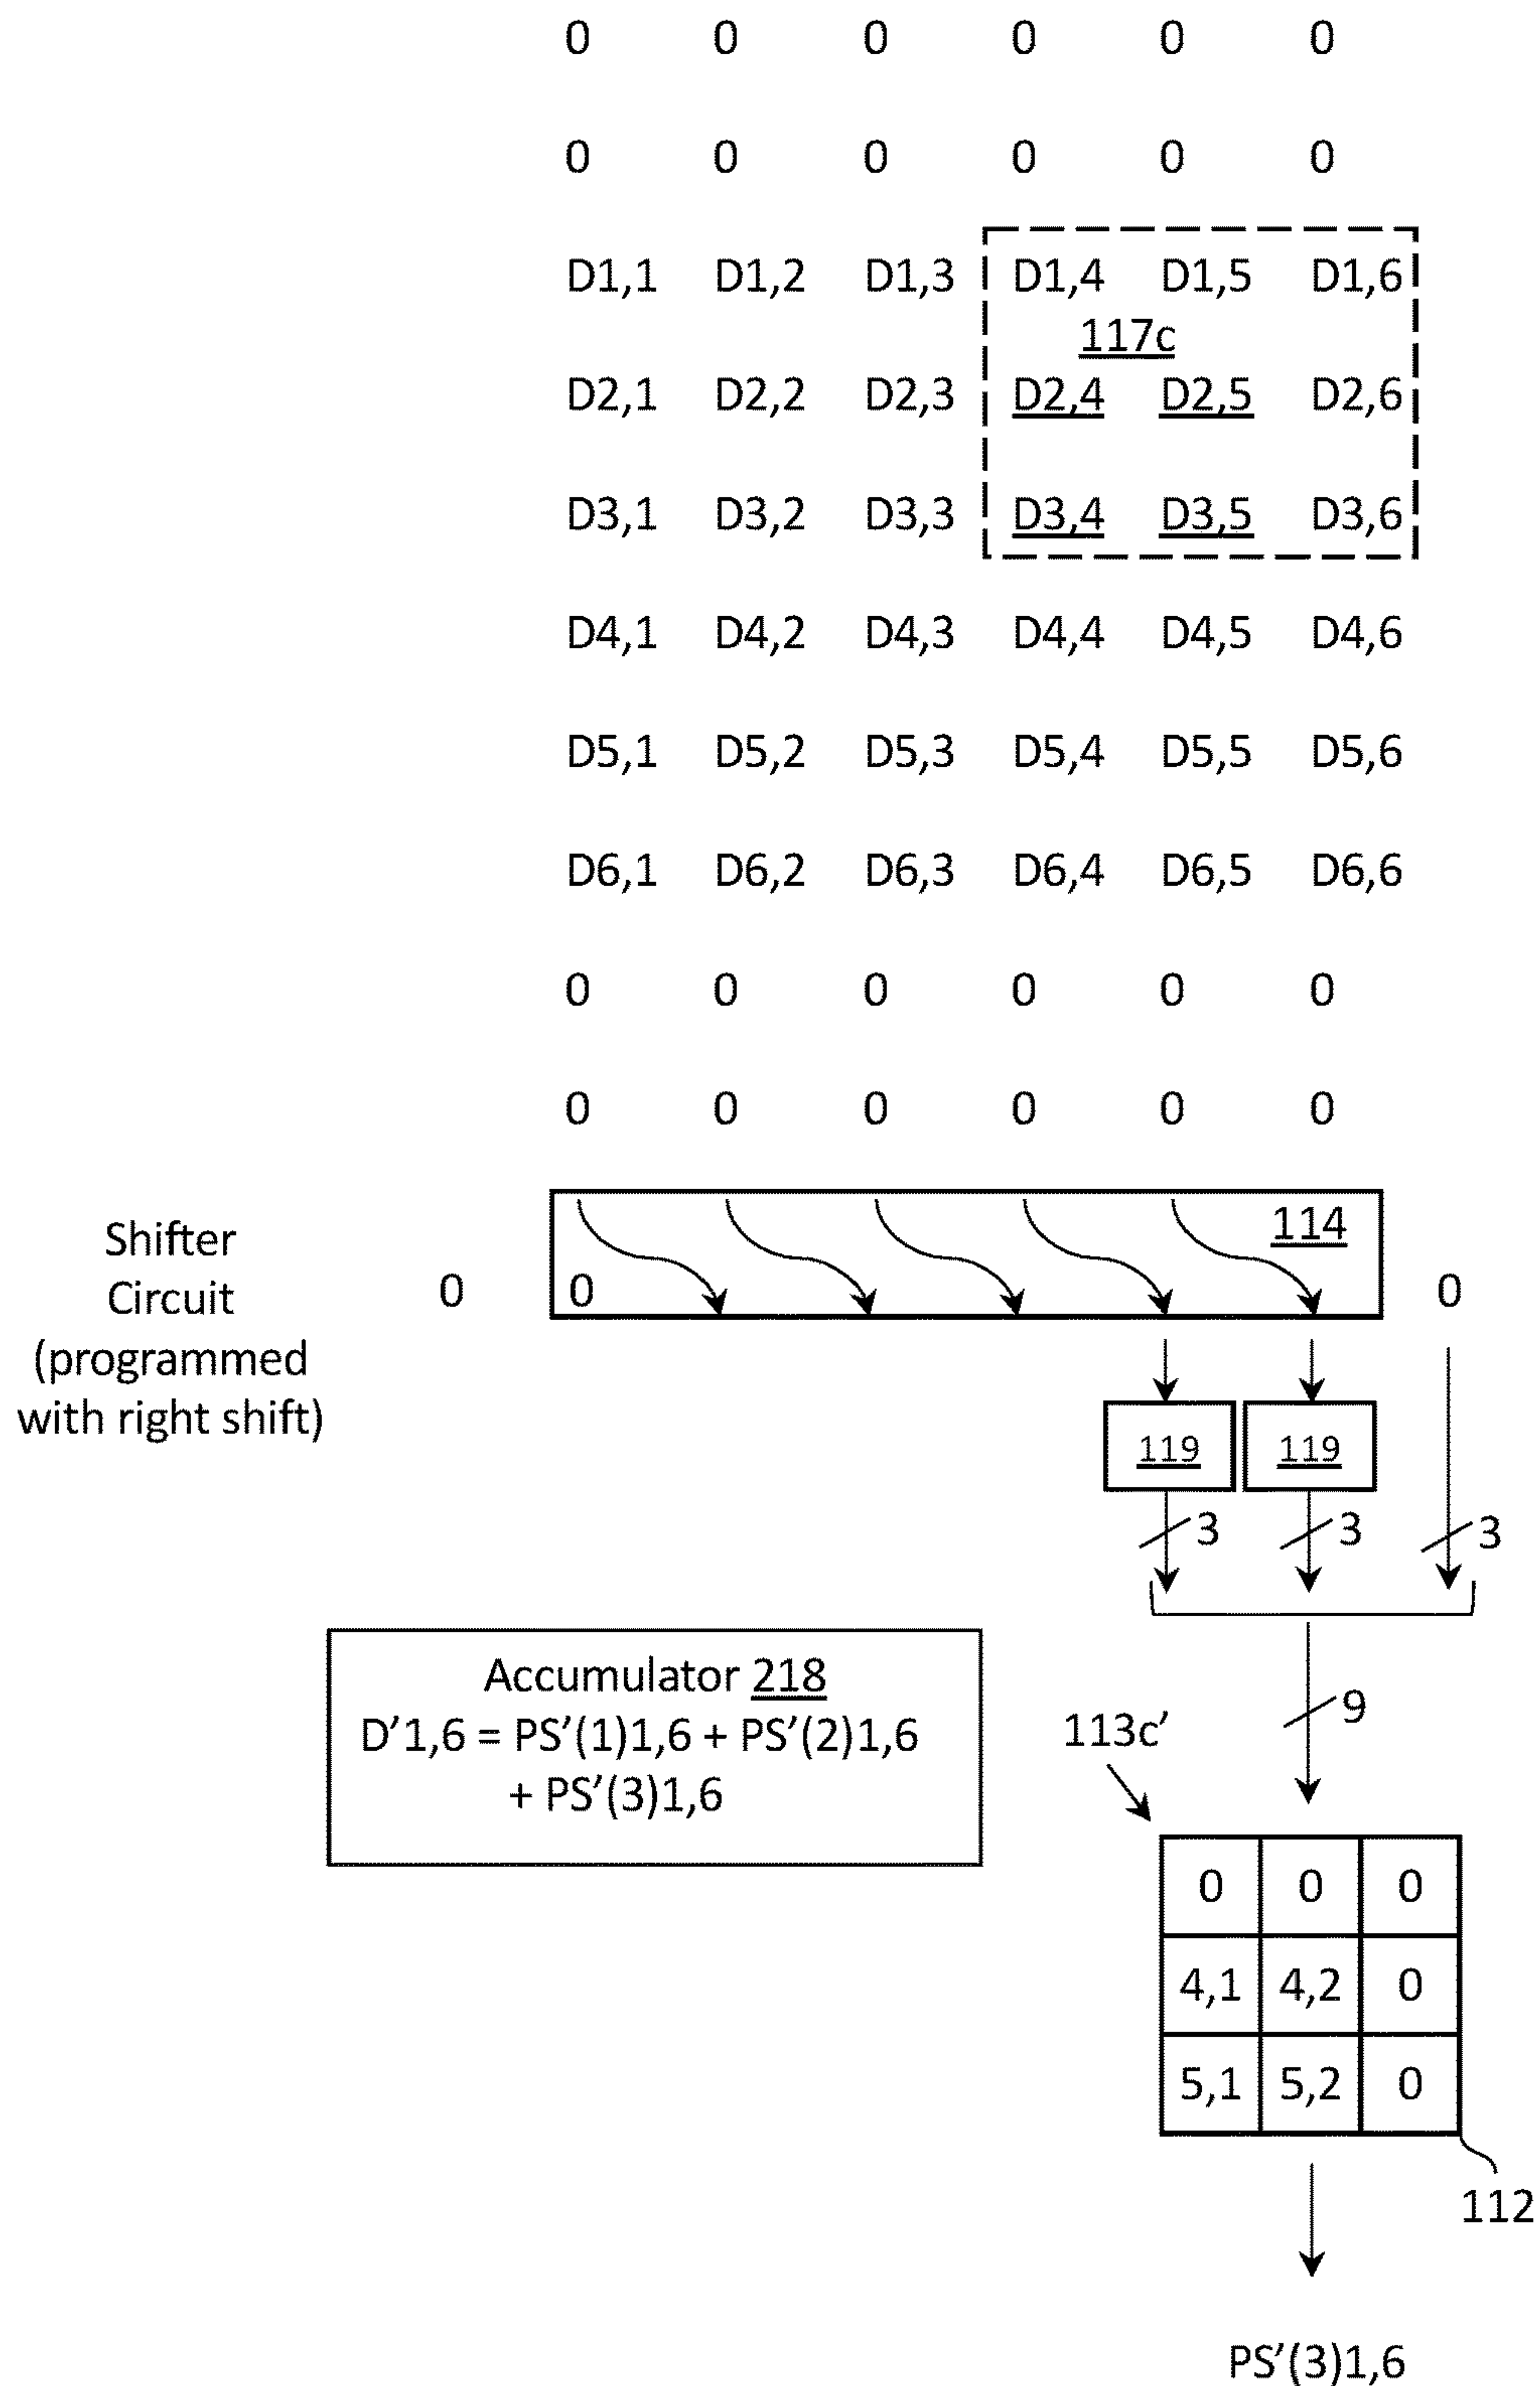 0 0 0 0 0 0
0 0 0 0 0 0
D1,1 D1,2 D1,3 D1,4 D1,5 D1,6
117c
D2,1 D2,2 D2,3 D2,4 D2,5 D2,6
D3,1 D3,2 D3,3 D3,4 D3,5 D3,6
D4,1 D4,2 D4,3 D4,4 D4,5 D4,6
D5,1 D5,2 D5,3 D5,4 D5,5 D5,6
D6,1 D6,2 D6,3 D6,4 D6,5 D6,6
0 0 0 0 0 0
0 0 0 0 0 0
Shifter
Circuit
(programmed
with right shift)
114
0 0 0
119 119
3 3 3
Accumulator 218
D’1,6 = PS’(1)1,6 + PS’(2)1,6
+ PS’(3)1,6
9
113c’
0 0 0
4,1 4,2 0
5,1 5,2 0
112
PS’(3)1,6